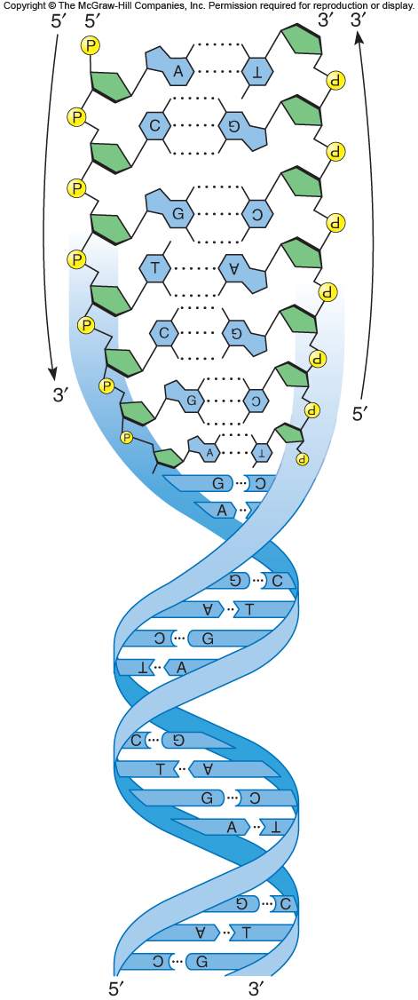 Copyright © The McGraw-Hill Companies, Inc. Permission required for reproduction or display.
5′ 5′ 3′ 3′
P
A T
P
P
C G
P
P
G C
P
P
T A
P
P
C G
P
P
G C
P
P
A T
P
3′
5′
G C
A
G C
A T
C G
T A
C G
T A
G C
A T
G C
A T
C G
5′ 3′